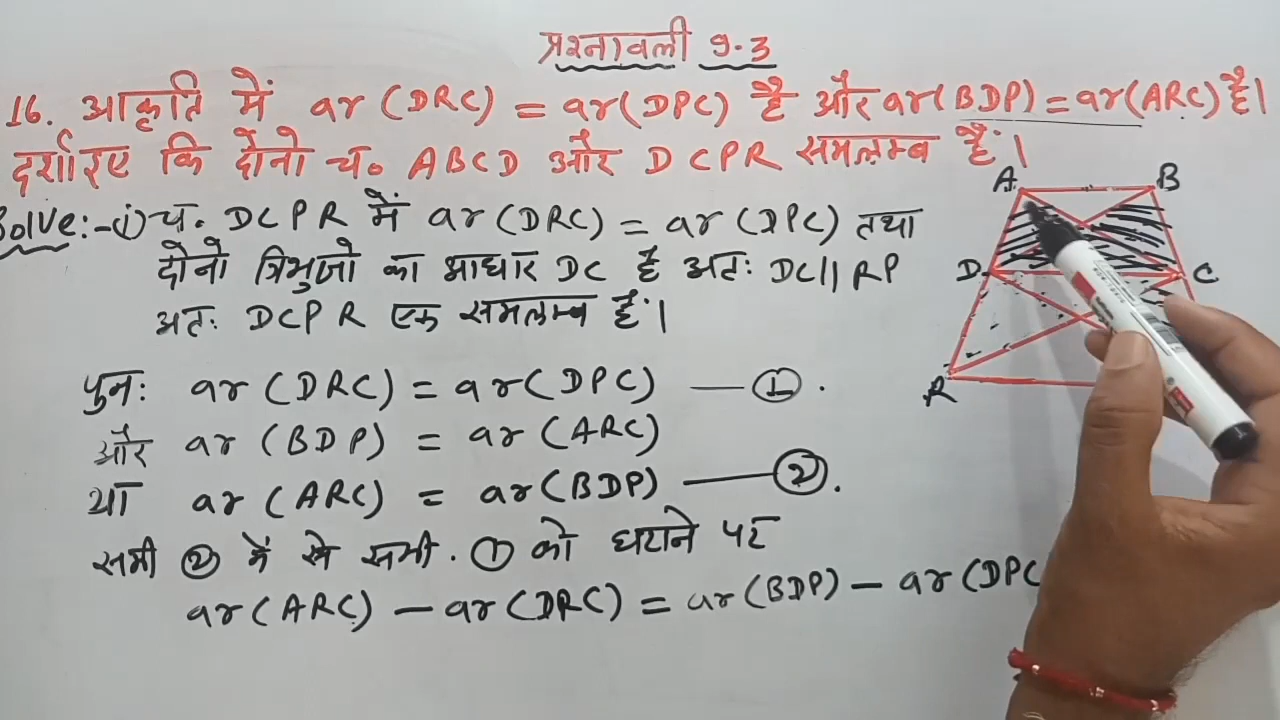 प्रश्नावली 9.3
16. आकृति में ar (DRC) = ar(DPC) है और ar(BDP) = ar(ARC) है।
दर्शाइए कि दोनो च. ABCD और DCPR समलम्ब है।
Solve:- (i) च. DCPR में ar (DRC) = ar (DPC) तथा
दोनो त्रिभुजो का आधार DC है अतः DC || RP
अतः DCPR एक समलम्ब है।
पुनः ar (DRC) = ar (DPC) — ①.
और ar (BDP) = ar (ARC)
या ar (ARC) = ar (BDP) — ②.
समी ② में से समी. ① को घटाने पर
ar (ARC) — ar (DRC) = ar (BDP) — ar (DPC
A B
D C
R